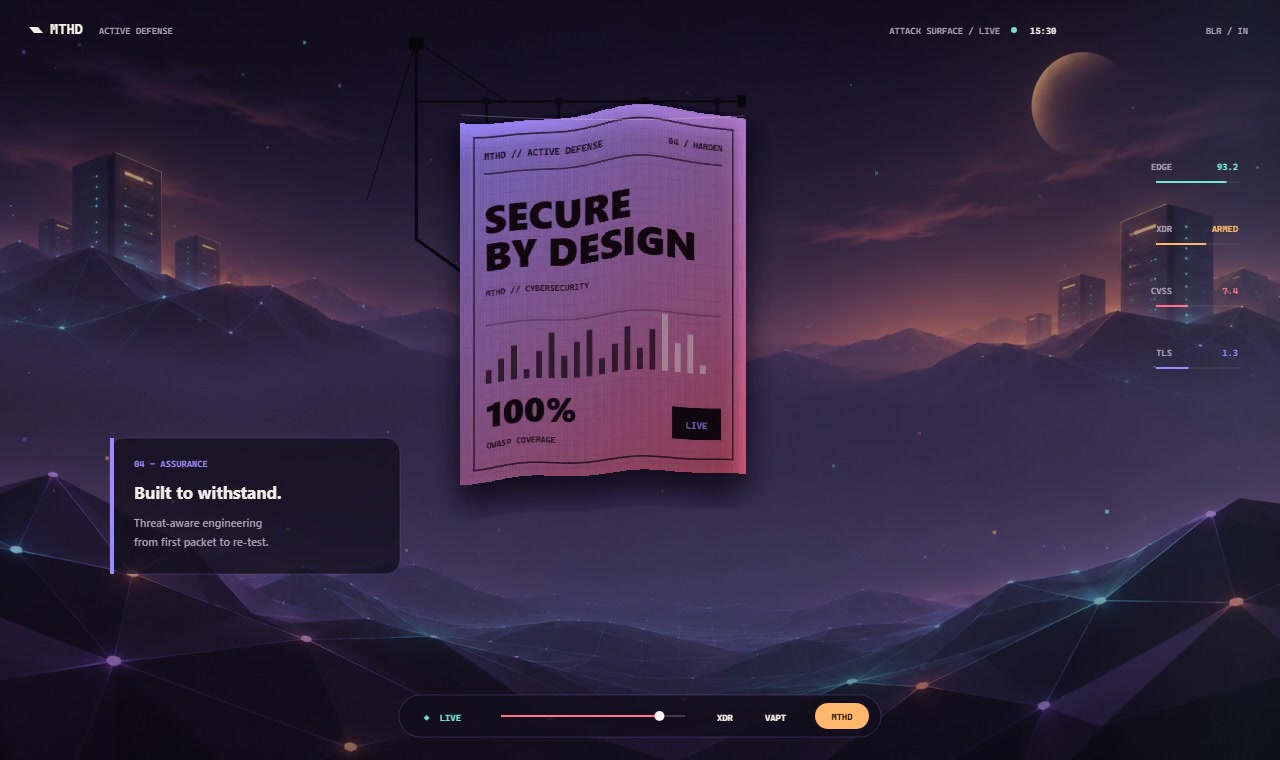 MTHD
ACTIVE DEFENSE
ATTACK SURFACE / LIVE
15:30
BLR / IN
MTHD // ACTIVE DEFENSE
04 / HARDEN
SECURE
BY DESIGN
MTHD // CYBERSECURITY
100%
OWASP COVERAGE
LIVE
EDGE 93.2
XDR ARMED
CVSS 7.4
TLS 1.3
04 — ASSURANCE
Built to withstand.
Threat-aware engineering
from first packet to re-test.
LIVE
XDR
VAPT
MTHD